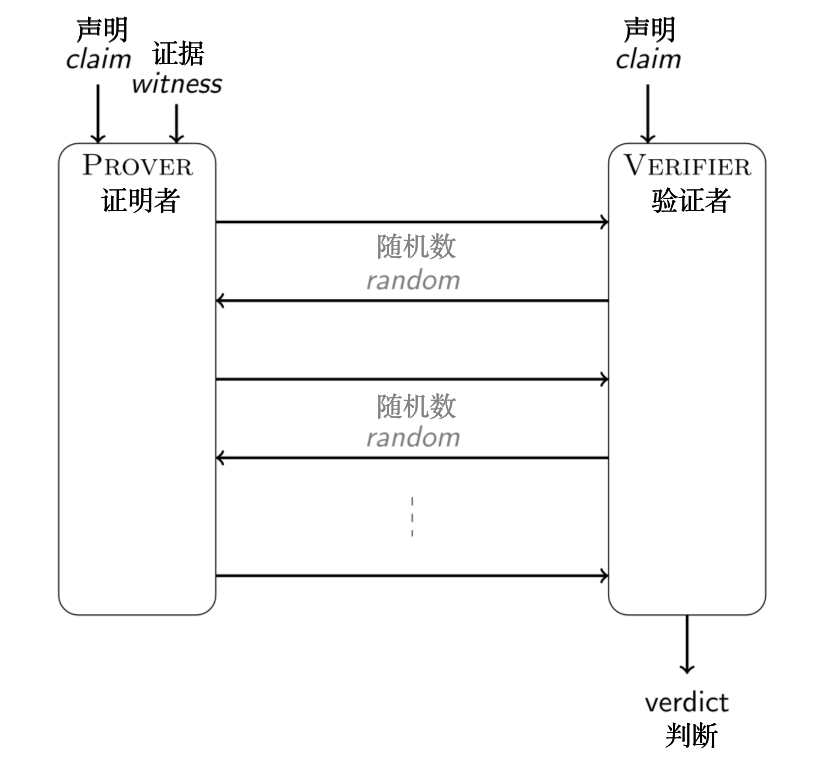 声明
claim
证据
witness
声明
claim
PROVER
证明者
VERIFIER
验证者
随机数
random
随机数
random
verdict
判断